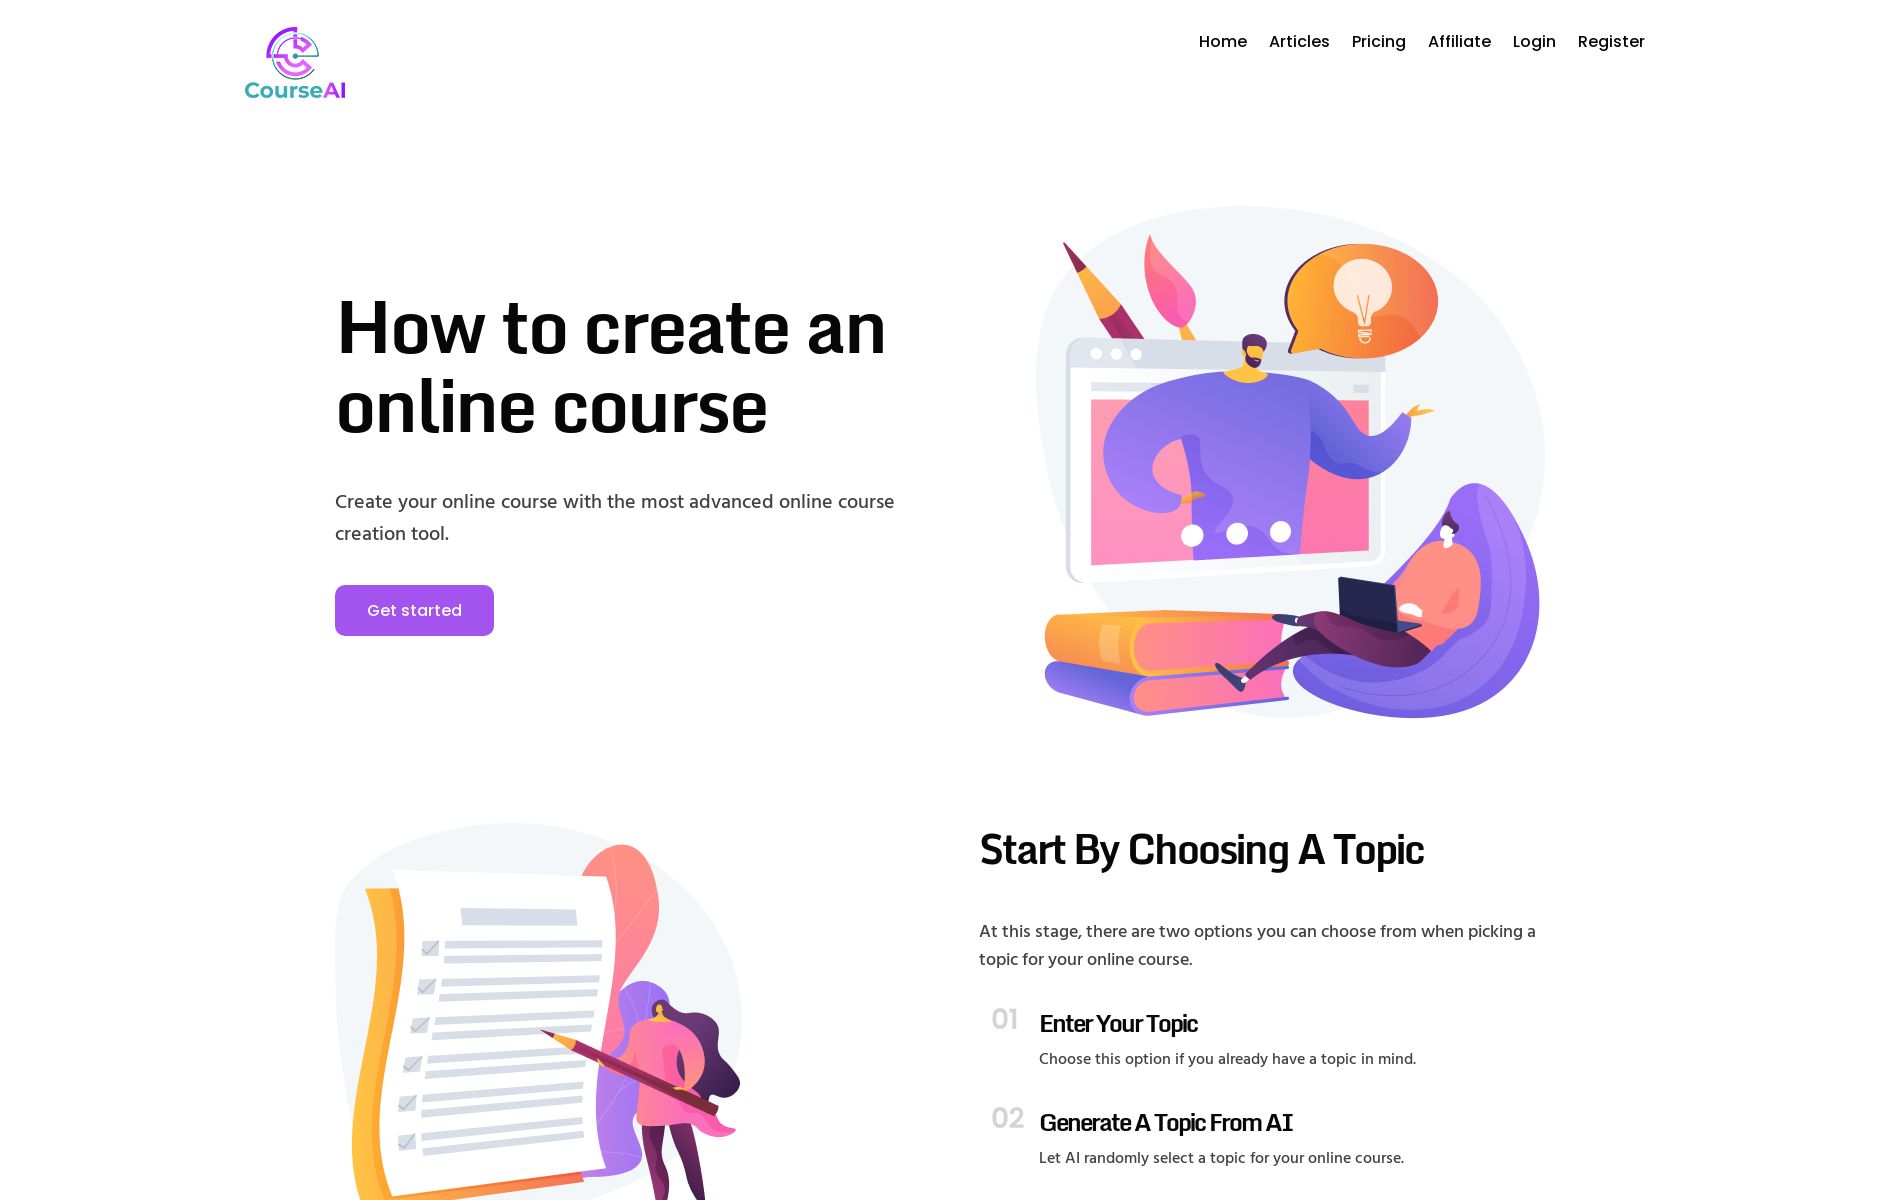 CourseAI
Home Articles Pricing Affiliate Login Register
How to create an
online course
Create your online course with the most advanced online course
creation tool.
Get started
Start By Choosing A Topic
At this stage, there are two options you can choose from when picking a
topic for your online course.
01
Enter Your Topic
Choose this option if you already have a topic in mind.
02
Generate A Topic From AI
Let AI randomly select a topic for your online course.